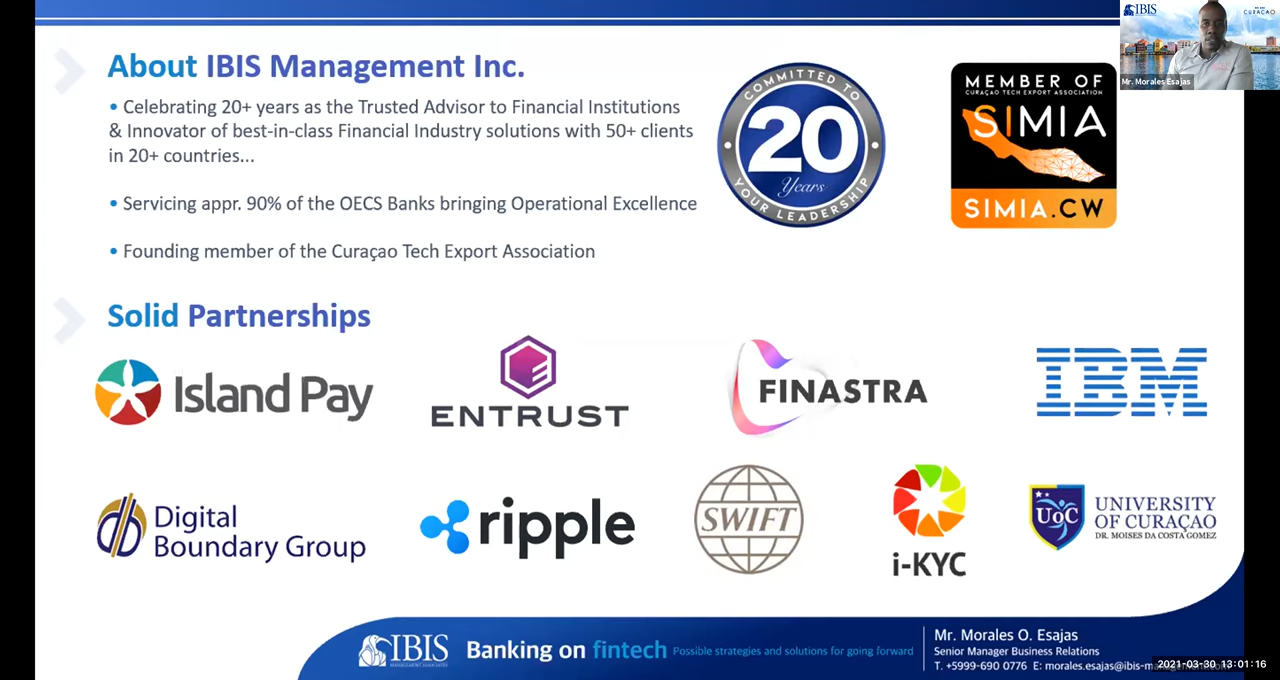 About IBIS Management Inc.
• Celebrating 20+ years as the Trusted Advisor to Financial Institutions
& Innovator of best-in-class Financial Industry solutions with 50+ clients
in 20+ countries...
• Servicing appr. 90% of the OECS Banks bringing Operational Excellence
• Founding member of the Curaçao Tech Export Association
COMMITTED TO
20
Years
YOUR LEADERSHIP
MEMBER OF
CURAÇAO TECH EXPORT ASSOCIATION
SIMIA
SIMIA.CW
IBIS
CURAÇAO
Mr. Morales Esajas
Solid Partnerships
Island Pay
ENTRUST
FINASTRA
IBM
Digital
Boundary Group
ripple
SWIFT
i-KYC
UoC
UNIVERSITY
OF CURAÇAO
DR. MOISES DA COSTA GOMEZ
IBIS
MANAGEMENT ASSOCIATES
Banking on fintech Possible strategies and solutions for going forward
Mr. Morales O. Esajas
Senior Manager Business Relations
T. +5999-690 0776 E: morales.esajas@ibis-m
2021-03-30 13:01:16